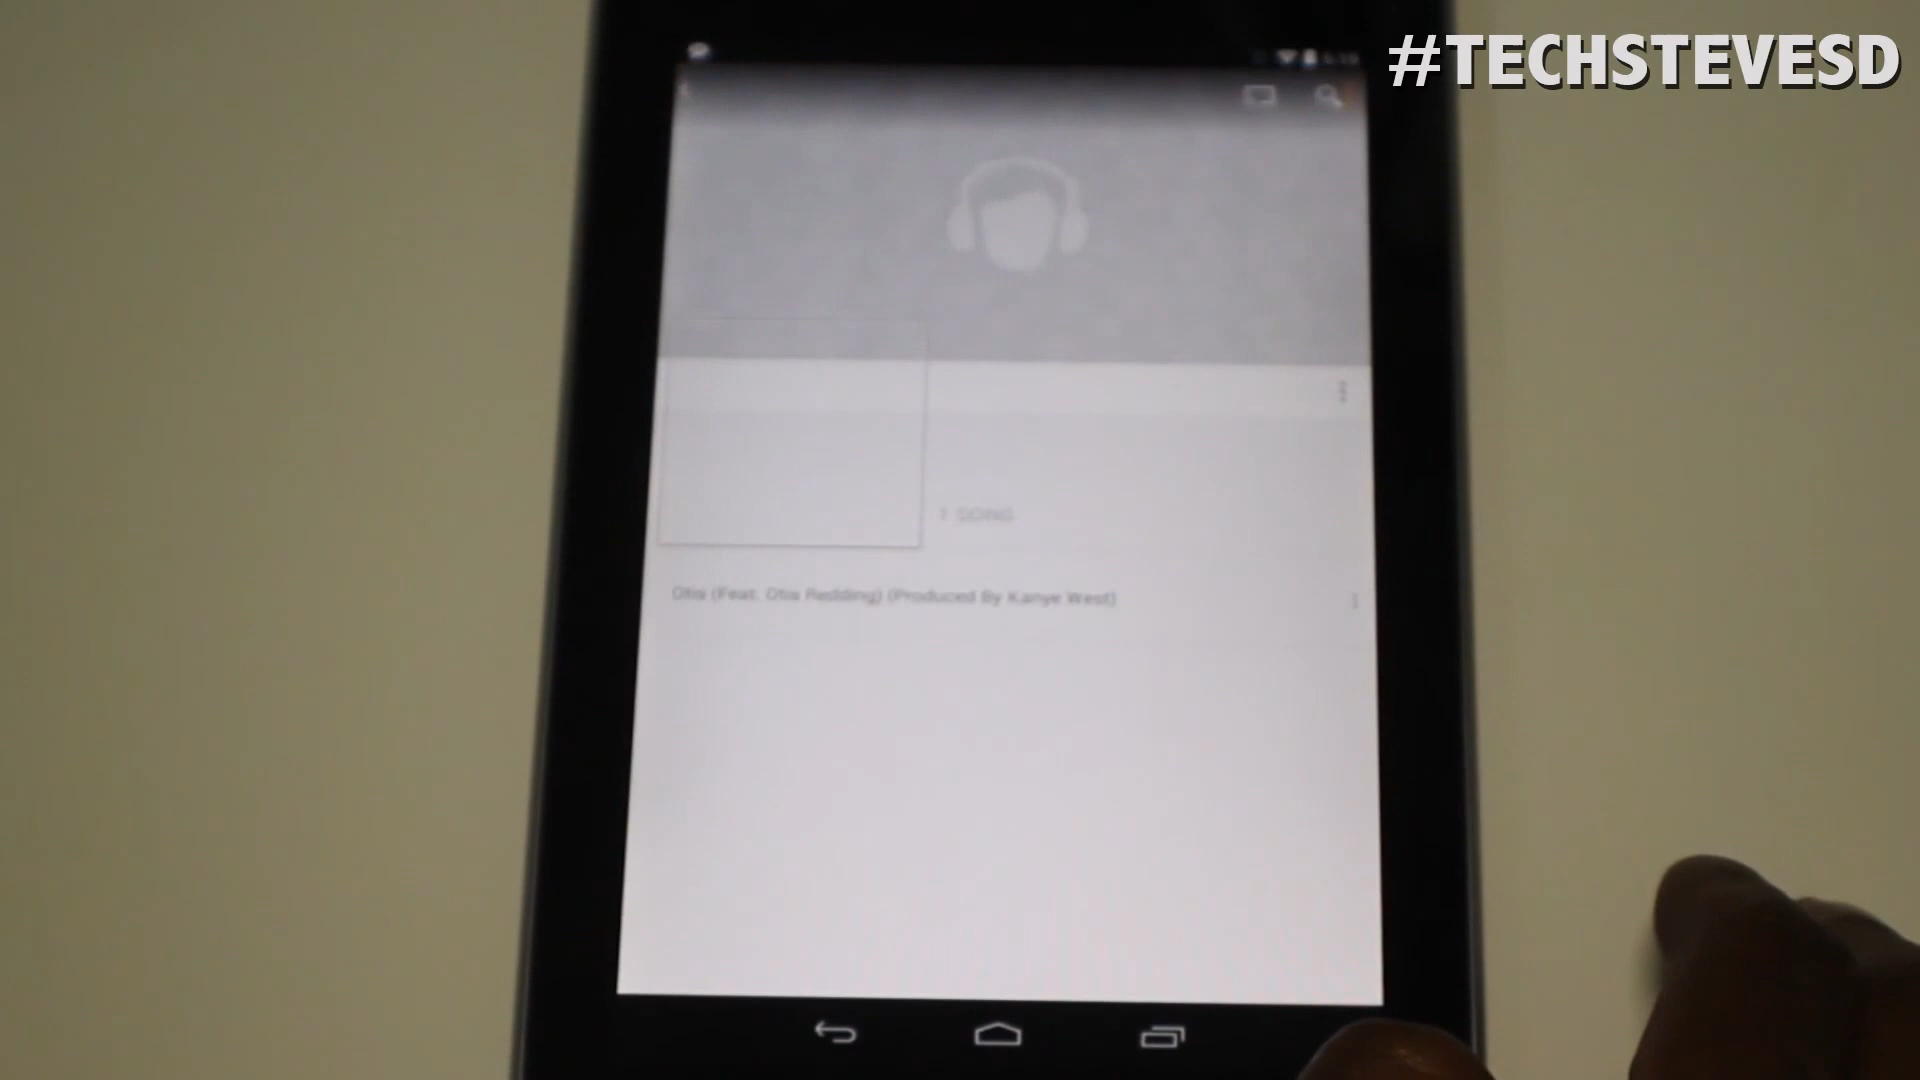 #TECHSTEVESD
1 SONG
Otis (Feat. Otis Redding) (Produced By Kanye West)